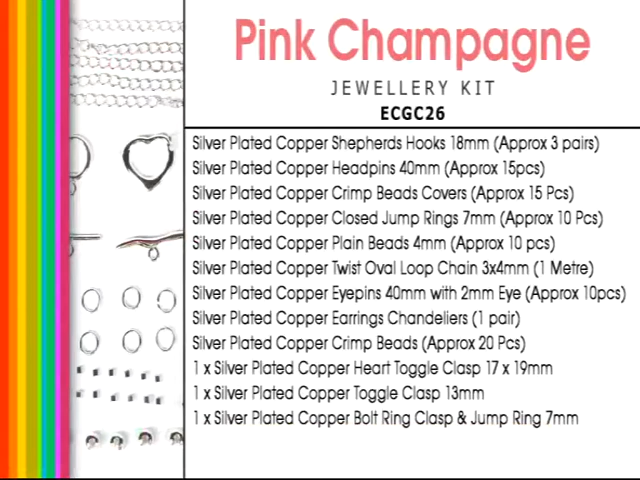 Pink Champagne
JEWELLERY KIT
ECGC26
Silver Plated Copper Shepherds Hooks 18mm (Approx 3 pairs)
Silver Plated Copper Headpins 40mm (Approx 15pcs)
Silver Plated Copper Crimp Beads Covers (Approx 15 Pcs)
Silver Plated Copper Closed Jump Rings 7mm (Approx 10 Pcs)
Silver Plated Copper Plain Beads 4mm (Approx 10 pcs)
Silver Plated Copper Twist Oval Loop Chain 3x4mm (1 Metre)
Silver Plated Copper Eyepins 40mm with 2mm Eye (Approx 10pcs)
Silver Plated Copper Earrings Chandeliers (1 pair)
Silver Plated Copper Crimp Beads (Approx 20 Pcs)
1 x Silver Plated Copper Heart Toggle Clasp 17 x 19mm
1 x Silver Plated Copper Toggle Clasp 13mm
1 x Silver Plated Copper Bolt Ring Clasp & Jump Ring 7mm